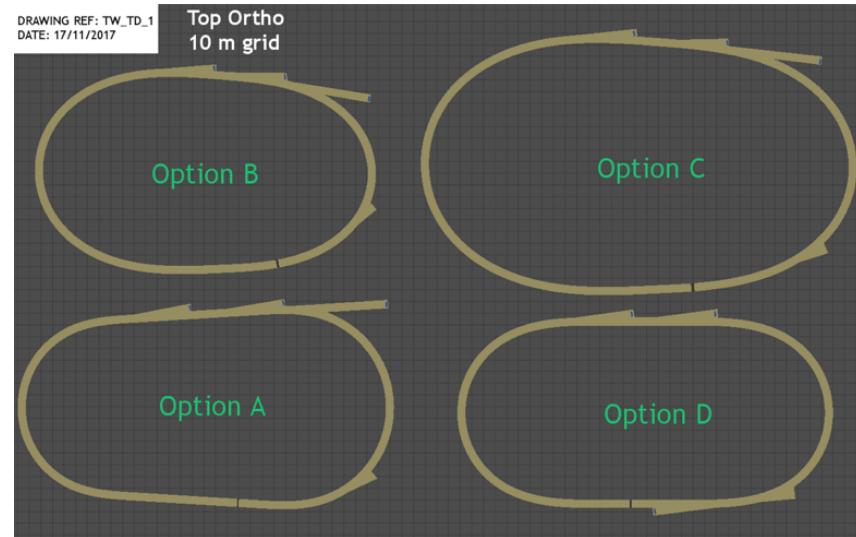 DRAWING REF: TW_TD_1
DATE: 17/11/2017
Top Ortho
10 m grid
Option B
Option C
Option A
Option D